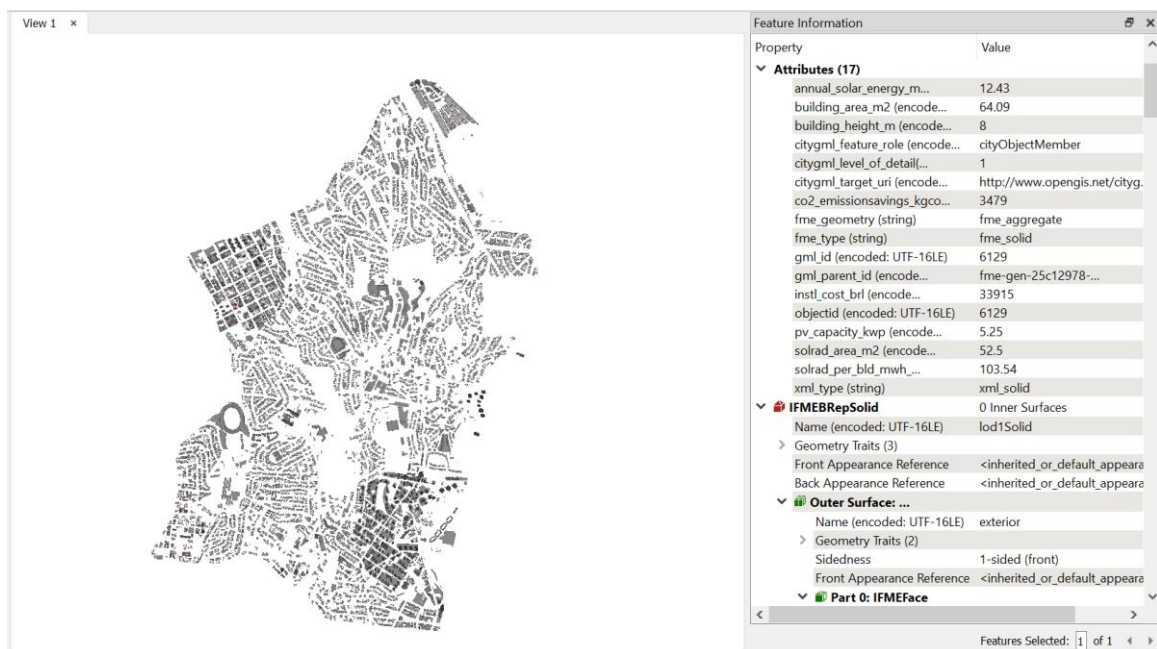 View 1 ×
Feature Information
Property Value
Attributes (17)
annual_solar_energy_m... 12.43
building_area_m2 (encode... 64.09
building_height_m (encode... 8
citygml_feature_role (encode... cityObjectMember
citygml_level_of_detail(... 1
citygml_target_uri (encode... http://www.opengis.net/cityg.
co2_emissionsavings_kgco... 3479
fme_geometry (string) fme_aggregate
fme_type (string) fme_solid
gml_id (encoded: UTF-16LE) 6129
gml_parent_id (encode... fme-gen-25c12978-...
instl_cost_brl (encode... 33915
objectid (encoded: UTF-16LE) 6129
pv_capacity_kwp (encode... 5.25
solrad_area_m2 (encode... 52.5
solrad_per_bld_mwh_... 103.54
xml_type (string) xml_solid
IFMEBRepSolid 0 Inner Surfaces
Name (encoded: UTF-16LE) lod1Solid
Geometry Traits (3)
Front Appearance Reference <inherited_or_default_appeara
Back Appearance Reference <inherited_or_default_appeara
Outer Surface: ...
Name (encoded: UTF-16LE) exterior
Geometry Traits (2)
Sidedness 1-sided (front)
Front Appearance Reference <inherited_or_default_appeara
Part 0: IFMEFace
Features Selected: 1 of 1